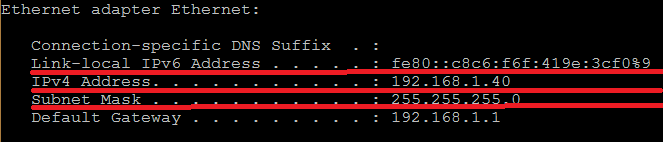 Ethernet adapter Ethernet:
Connection-specific DNS Suffix . :
Link-local IPv6 Address . . . . . : fe80::c8c6:f6f:419e:3cf0%9
IPv4 Address. . . . . . . . . . . : 192.168.1.40
Subnet Mask . . . . . . . . . . . : 255.255.255.0
Default Gateway . . . . . . . . . : 192.168.1.1